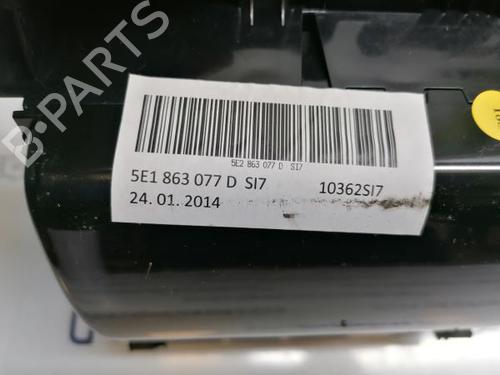 B-PARTS
5E2 863 077 D SI7
5E1 863 077 D SI7 10362SI7
24. 01. 2014